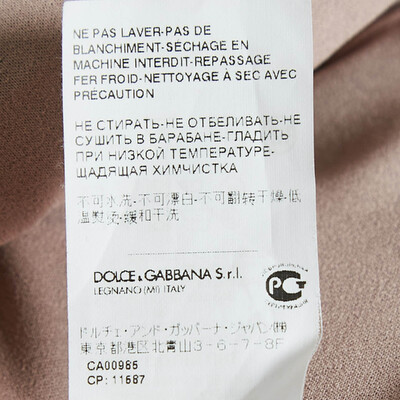 NE PAS LAVER-PAS DE
BLANCHIMENT-SÉCHAGE EN
MACHINE INTERDIT-REPASSAGE
FER FROID-NETTOYAGE À SEC AVEC
PRÉCAUTION
НЕ СТИРАТЬ-НЕ ОТБЕЛИВАТЬ-НЕ
СУШИТЬ В БАРАБАНЕ-ГЛАДИТЬ
ПРИ НИЗКОЙ ТЕМПЕРАТУРЕ-
ЩАДЯЩАЯ ХИМЧИСТКА
不可水洗-不可漂白-不可翻转干燥-低
温熨烫-缓和干洗
DOLCE & GABBANA S.r.l.
LEGNANO (MI) ITALY
РСТ
ドルチェ・アンド・ガッバーナ・ジャパン(株)
東京都港区北青山3-6-7-8F
CA00985
CP: 11587